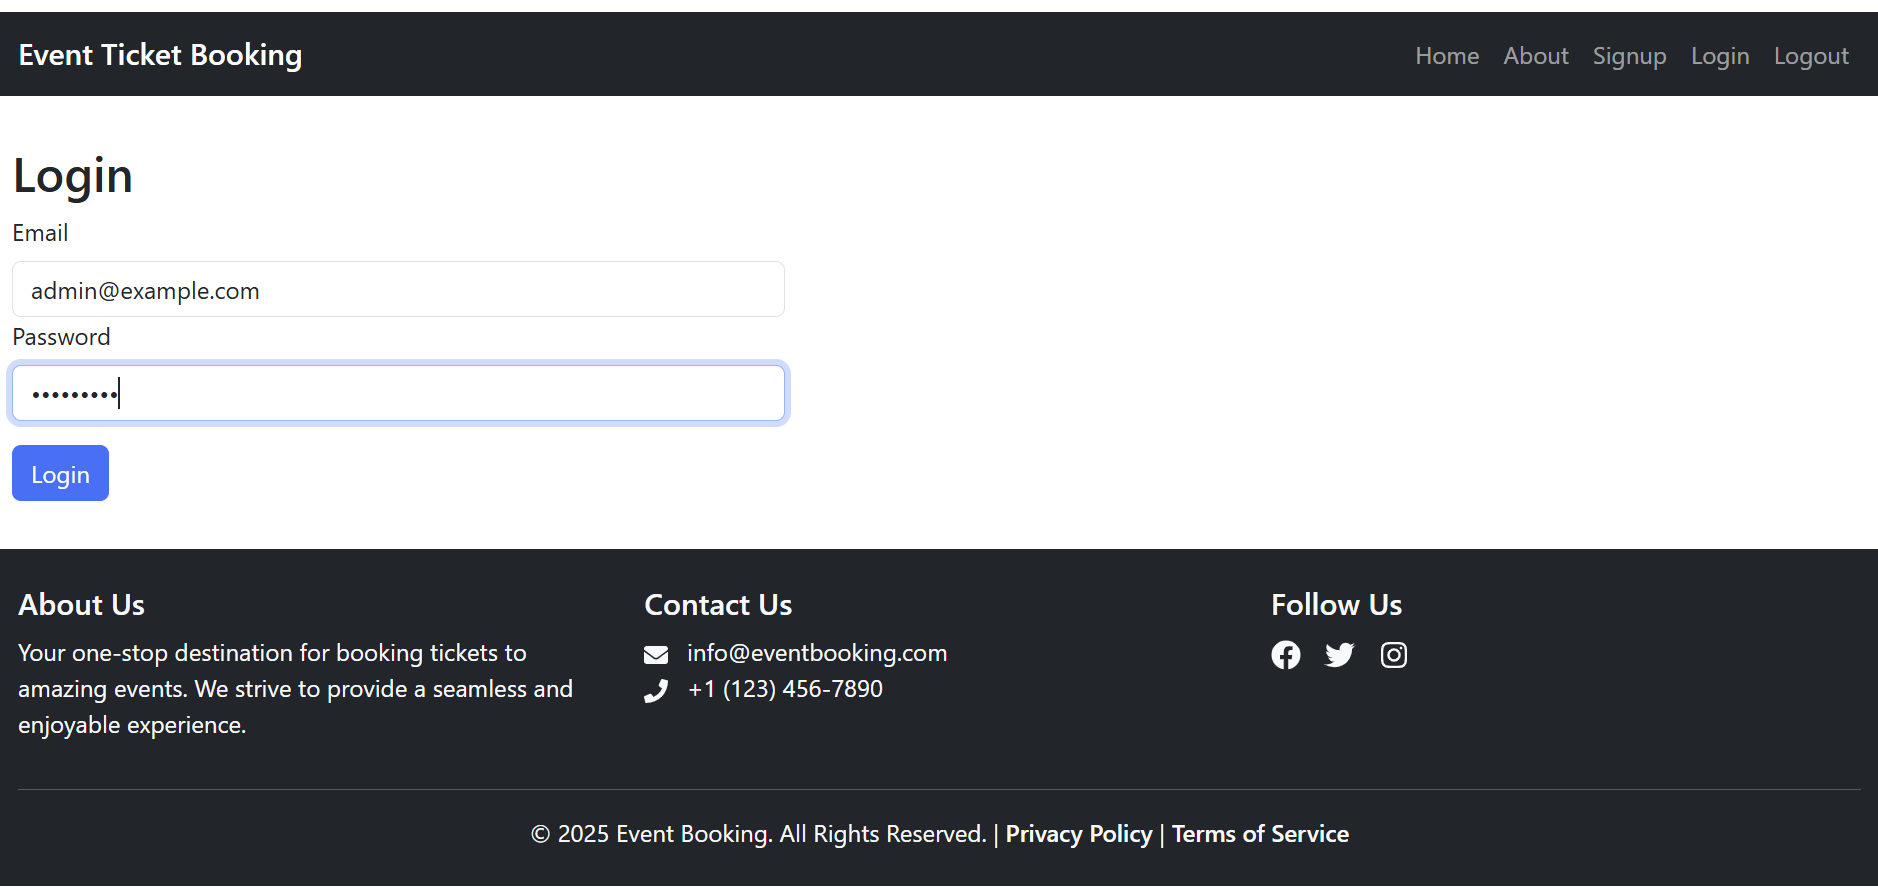 Event Ticket Booking
Home About Signup Login Logout
Login
Email
admin@example.com
Password
•••••••••
Login
About Us
Your one-stop destination for booking tickets to
amazing events. We strive to provide a seamless and
enjoyable experience.
Contact Us
info@eventbooking.com
+1 (123) 456-7890
Follow Us
© 2025 Event Booking. All Rights Reserved. | Privacy Policy | Terms of Service